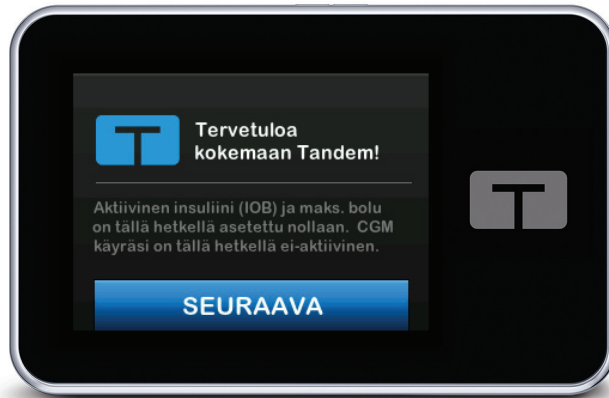 Tervetuloa
kokemaan Tandem!
Aktiivinen insuliini (IOB) ja maks. bolu
on tällä hetkellä asetettu nollaan. CGM
käyräsi on tällä hetkellä ei-aktiivinen.
SEURAAVA